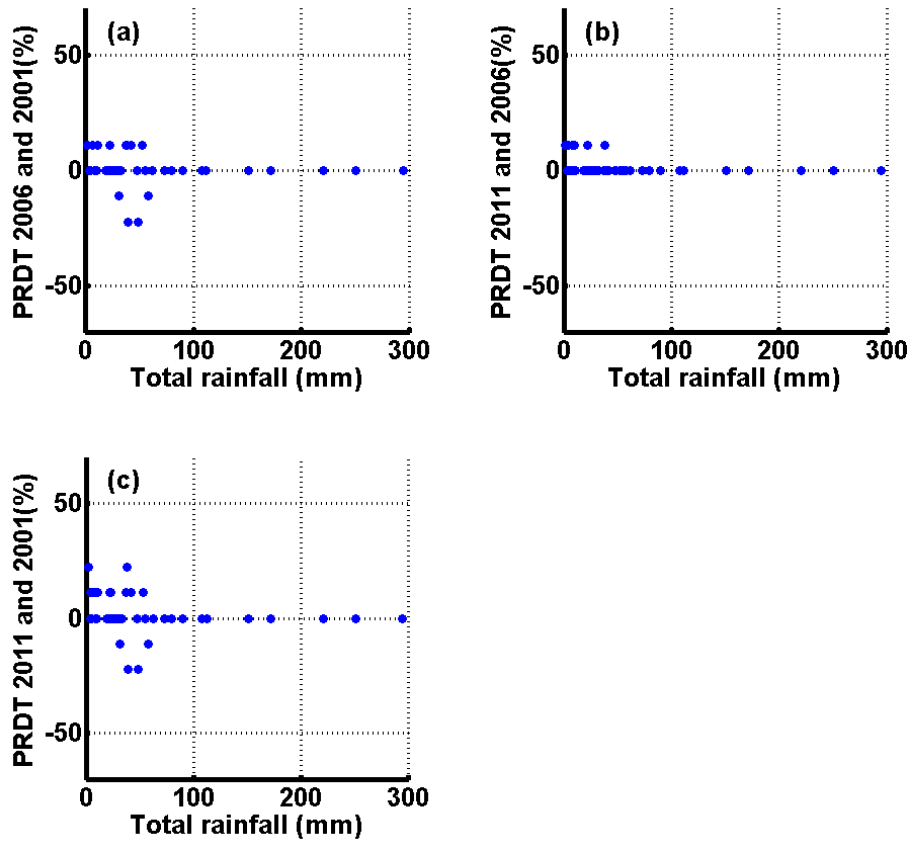 (a)
PRDT 2006 and 2001(%)
50
0
-50
0 100 200 300
Total rainfall (mm)
(b)
PRDT 2011 and 2006(%)
50
0
-50
0 100 200 300
Total rainfall (mm)
(c)
PRDT 2011 and 2001(%)
50
0
-50
0 100 200 300
Total rainfall (mm)